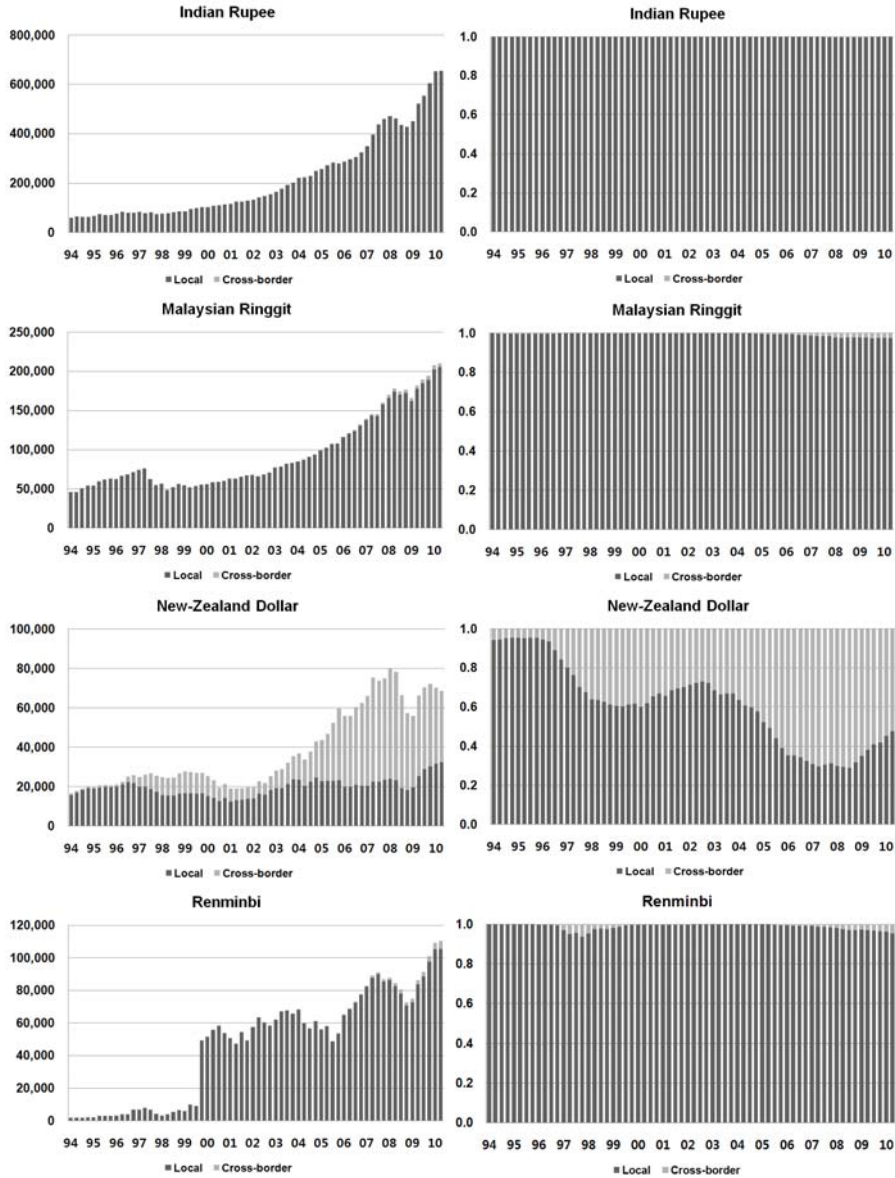 Indian Rupee
800,000
600,000
400,000
200,000
0
94 95 96 97 98 99 00 01 02 03 04 05 06 07 08 09 10
Local Cross-border
Indian Rupee
1.0
0.8
0.6
0.4
0.2
0.0
94 95 96 97 98 99 00 01 02 03 04 05 06 07 08 09 10
Local Cross-border
Malaysian Ringgit
250,000
200,000
150,000
100,000
50,000
0
94 95 96 97 98 99 00 01 02 03 04 05 06 07 08 09 10
Local Cross-border
Malaysian Ringgit
1.0
0.8
0.6
0.4
0.2
0.0
94 95 96 97 98 99 00 01 02 03 04 05 06 07 08 09 10
Local Cross-border
New-Zealand Dollar
100,000
80,000
60,000
40,000
20,000
0
94 95 96 97 98 99 00 01 02 03 04 05 06 07 08 09 10
Local Cross-border
New-Zealand Dollar
1.0
0.8
0.6
0.4
0.2
0.0
94 95 96 97 98 99 00 01 02 03 04 05 06 07 08 09 10
Local Cross-border
Renminbi
120,000
100,000
80,000
60,000
40,000
20,000
0
94 95 96 97 98 99 00 01 02 03 04 05 06 07 08 09 10
Local Cross-border
Renminbi
1.0
0.8
0.6
0.4
0.2
0.0
94 95 96 97 98 99 00 01 02 03 04 05 06 07 08 09 10
Local Cross-border